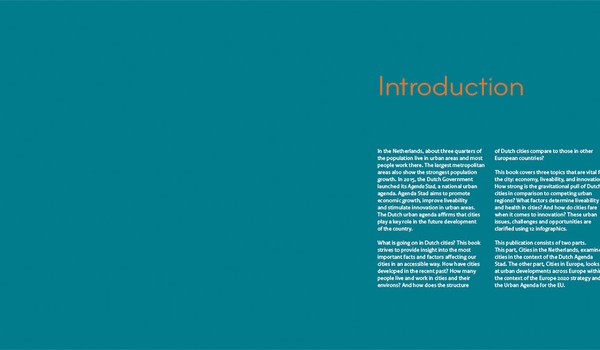 Introduction
In the Netherlands, about three quarters of
the population live in urban areas and most
people work there. The largest metropolitan
areas also show the strongest population
growth. In 2015, the Dutch Government
launched its Agenda Stad, a national urban
agenda. Agenda Stad aims to promote
economic growth, improve liveability
and stimulate innovation in urban areas.
The Dutch urban agenda affirms that cities
play a key role in the future development
of the country.
What is going on in Dutch cities? This book
strives to provide insight into the most
important facts and factors affecting our
cities in an accessible way. How have cities
developed in the recent past? How many
people live and work in cities and their
environs? And how does the structure
of Dutch cities compare to those in other
European countries?
This book covers three topics that are vital f
the city: economy, liveability, and innovatio
How strong is the gravitational pull of Dutch
cities in comparison to competing urban
regions? What factors determine liveability
and health in cities? And how do cities fare
when it comes to innovation? These urban
issues, challenges and opportunities are
clarified using 12 infographics.
This publication consists of two parts.
This part, Cities in the Netherlands, examine
cities in the context of the Dutch Agenda
Stad. The other part, Cities in Europe, looks
at urban developments across Europe within
the context of the Europe 2020 strategy and
the Urban Agenda for the EU.